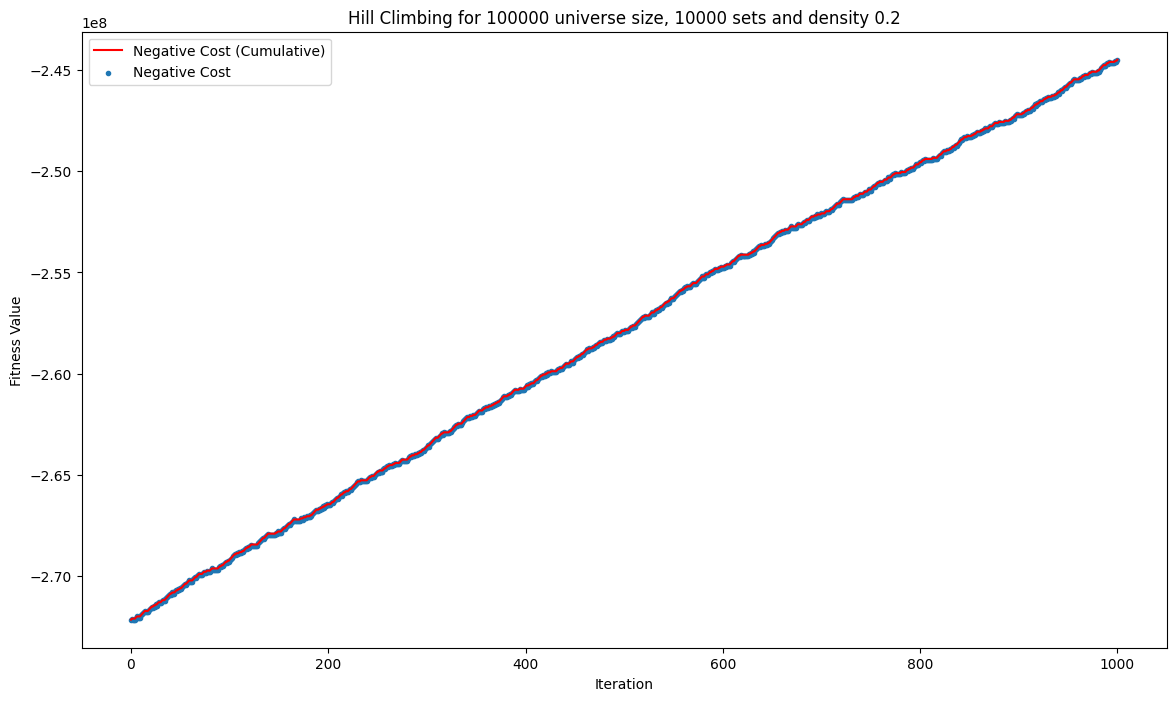 Hill Climbing for 100000 universe size, 10000 sets and density 0.2
1e8
Negative Cost (Cumulative)
Negative Cost
−2.45
−2.50
−2.55
−2.60
−2.65
−2.70
Fitness Value
0
200
400
600
800
1000
Iteration